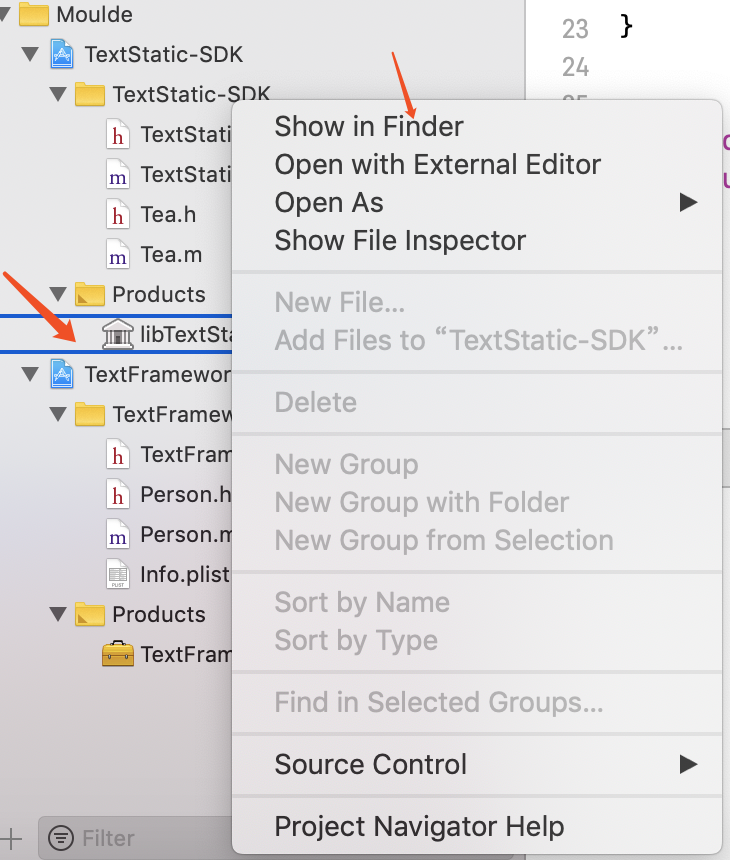 Moulde
TextStatic-SDK
TextStatic-SDK
TextStati
TextStati
Tea.h
Tea.m
Products
libTextSta
TextFramewor
TextFramew
TextFram
Person.h
Person.m
Info.plist
Products
TextFram
Filter
23 }
24
Show in Finder
Open with External Editor
Open As
Show File Inspector
New File...
Add Files to “TextStatic-SDK”...
Delete
New Group
New Group with Folder
New Group from Selection
Sort by Name
Sort by Type
Find in Selected Groups...
Source Control
Project Navigator Help